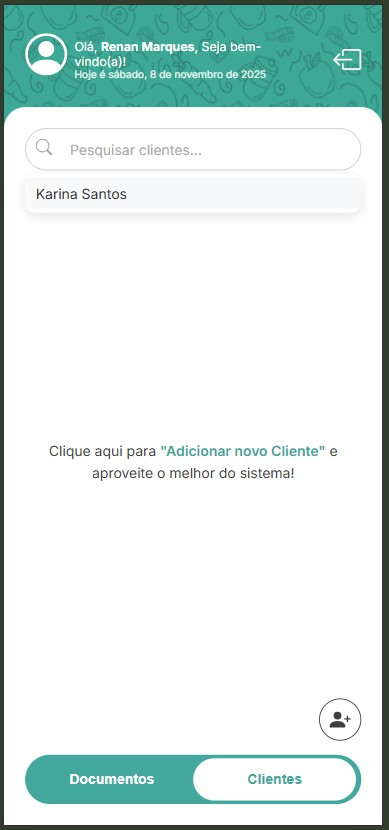 Olá, Renan Marques, Seja bem-
vindo(a)!
Hoje é sábado, 8 de novembro de 2025
Pesquisar clientes...
Karina Santos
Clique aqui para "Adicionar novo Cliente" e
aproveite o melhor do sistema!
Documentos
Clientes